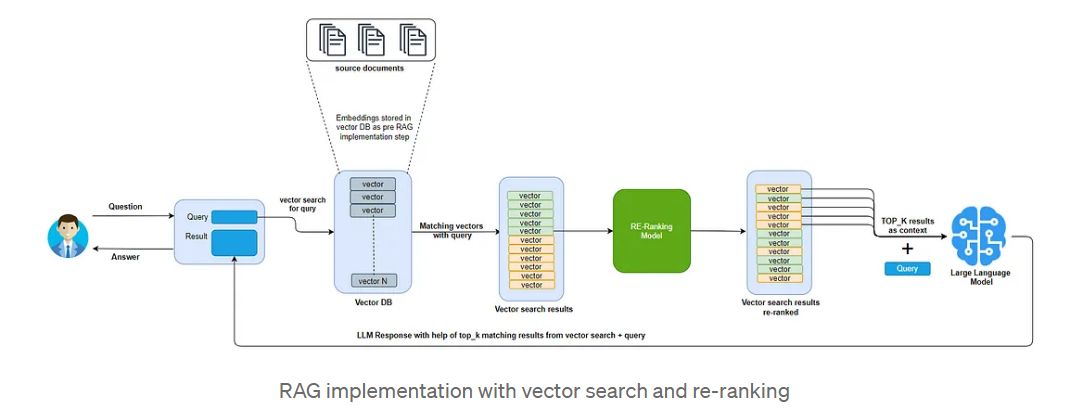 source documents
Embeddings stored in
vector DB as pre RAG
implementation step
Question
Answer
Query
Result
vector search
for qury
vector
vector
vector
vector N
Vector DB
Matching vectors
with query
vector
vector
vector
vector
vector
vector
vector
vector
vector
vector
vector
Vector search results
RE-Ranking
Model
vector
vector
vector
vector
vector
vector
vector
vector
vector
vector
vector
Vector search results
re-ranked
TOP_K results
as context
+
Query
Large Language
Model
LLM Response with help of top_k matching results from vector search + query
RAG implementation with vector search and re-ranking